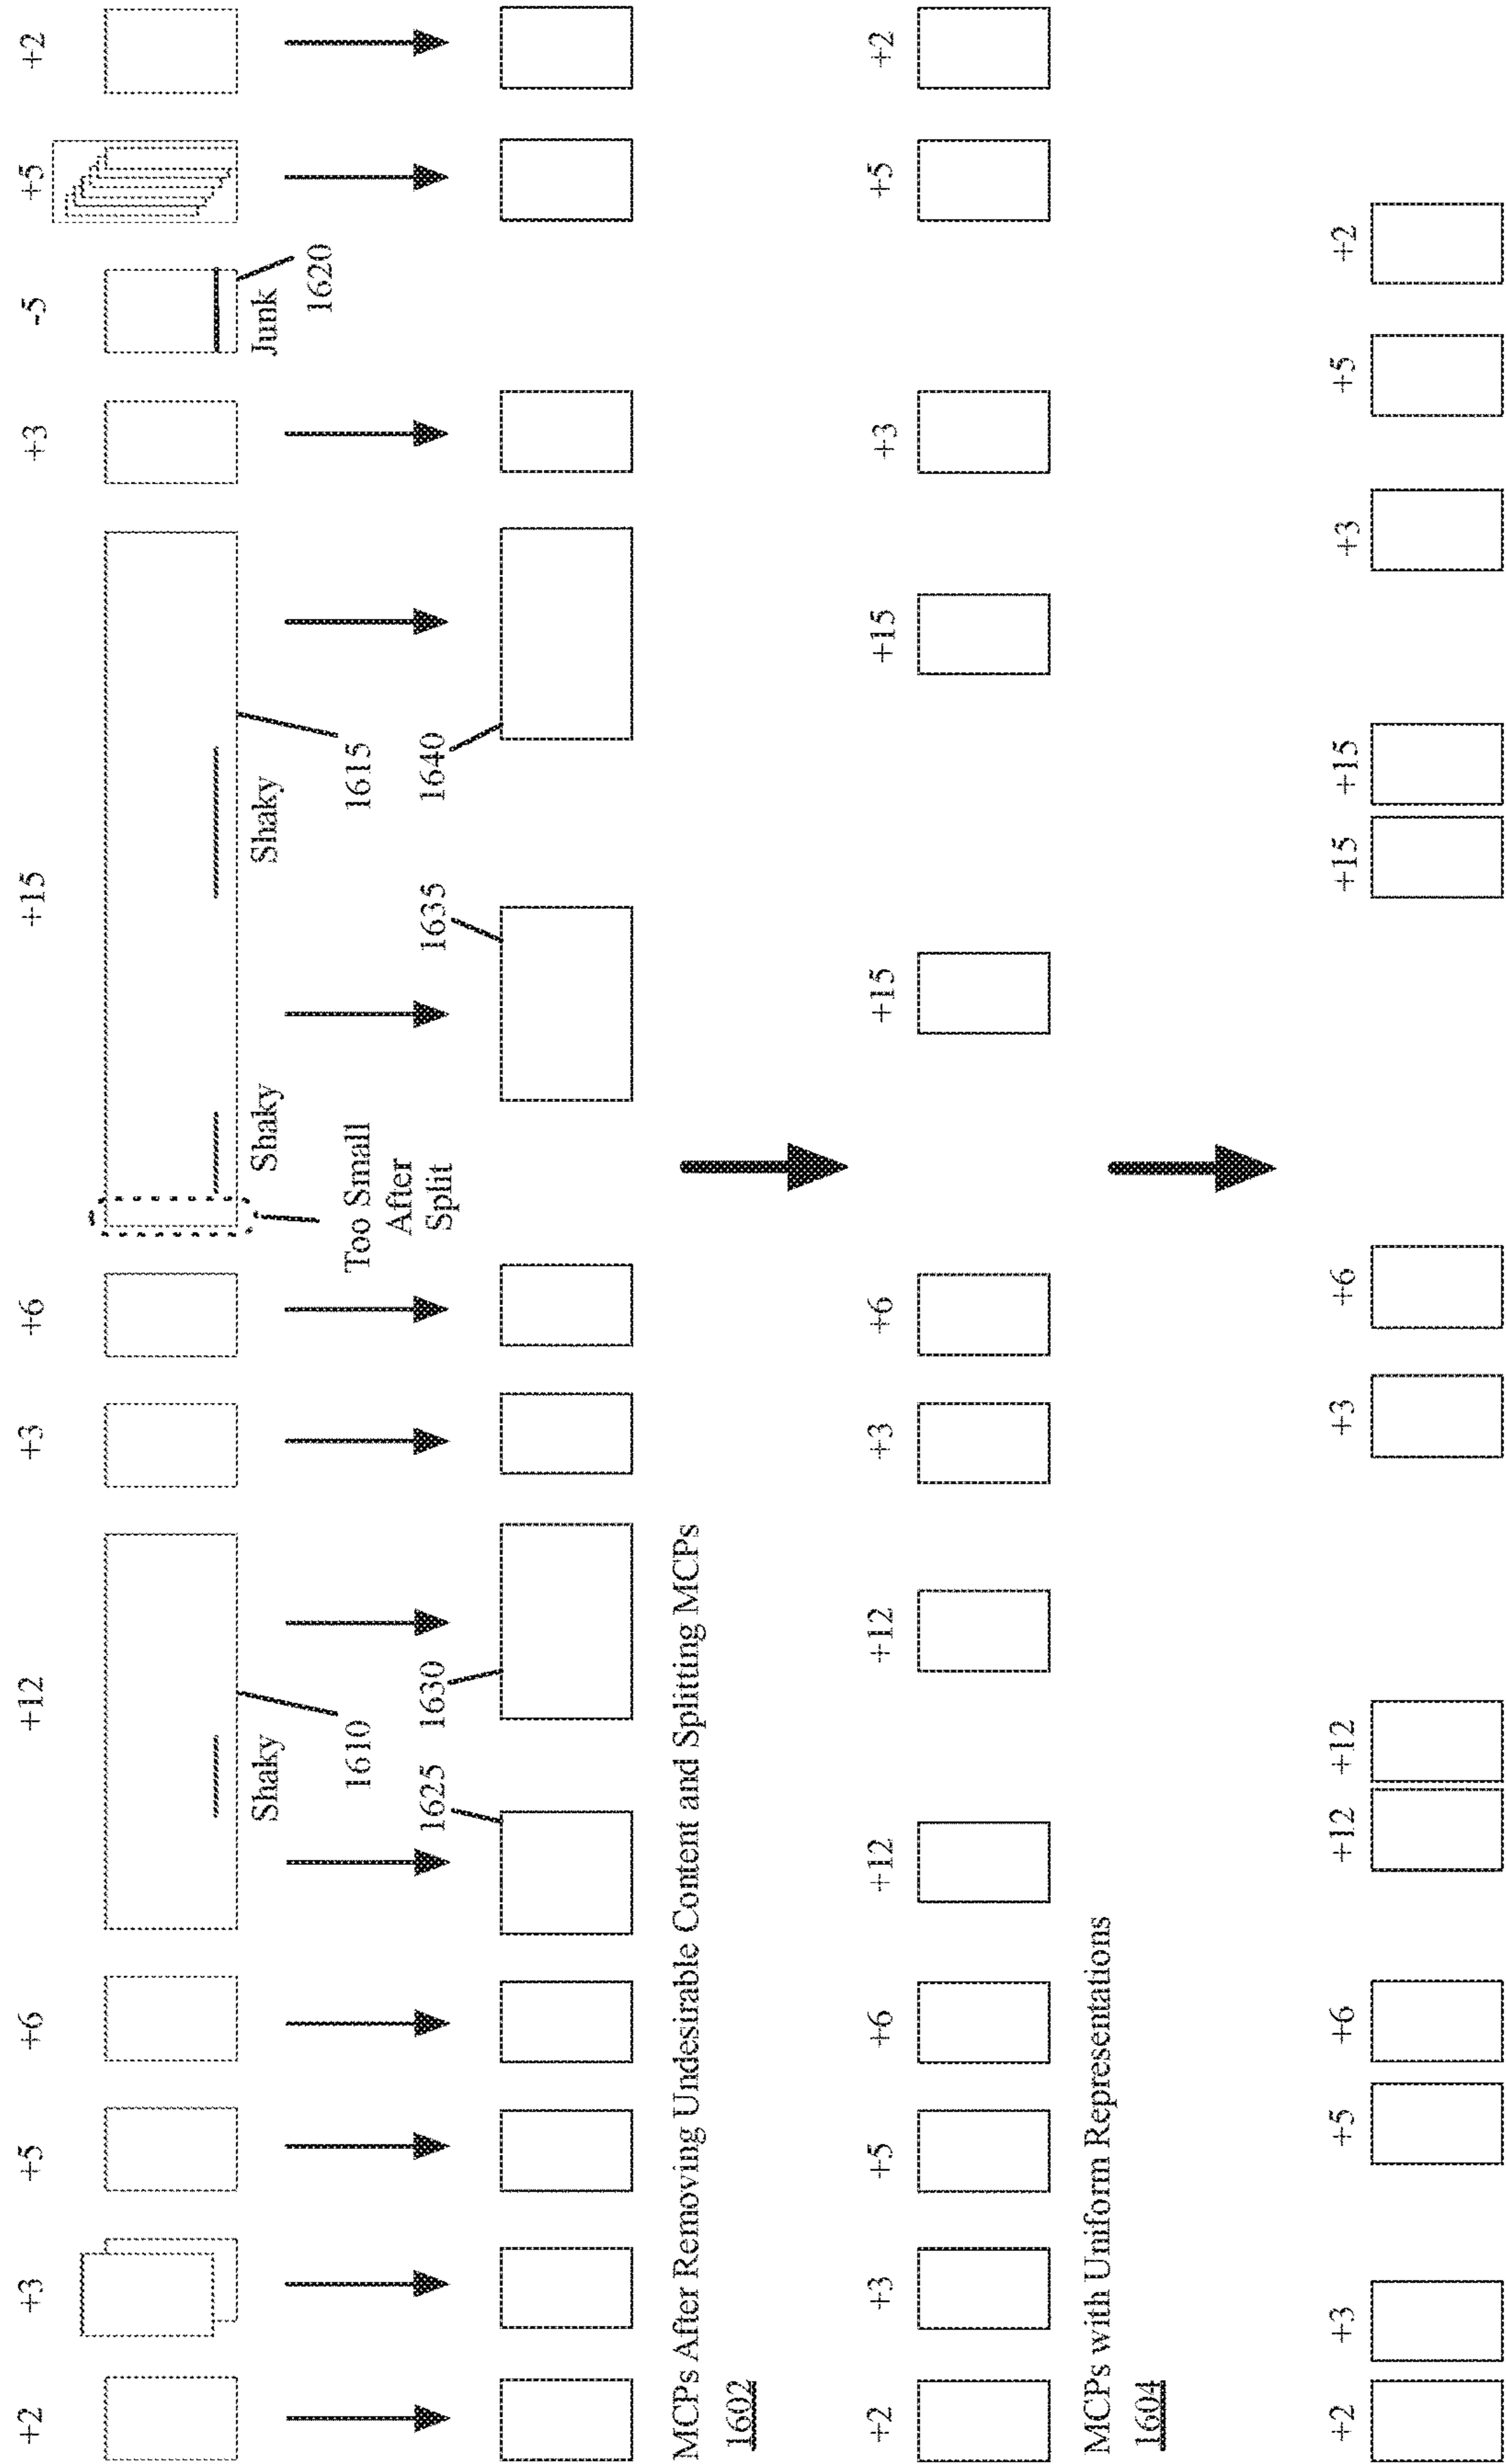 +2 +3 +5 +6 +12 +3 +6 +15 +3 -5 +5 +2
Shaky
Shaky
Shaky
Junk
1610
Too Small
After
Split
1615
1620
1625
1630
1635
1640
MCPs After Removing Undesirable Content and Splitting MCPs
1602
+2 +3 +5 +6 +12 +12 +3 +6 +15 +15 +3 +5 +2
MCPs with Uniform Representations
1604
+2 +3 +5 +6 +12 +12 +3 +6 +15 +15 +3 +5 +2